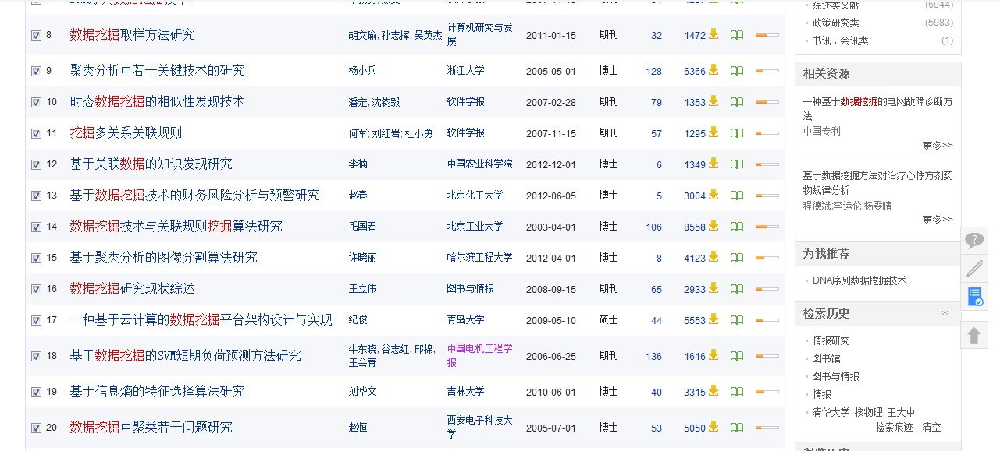 8 数据挖掘取样方法研究 胡文瑜; 孙志挥; 吴英杰 计算机研究与发展 2011-01-15 期刊 32 1472
9 聚类分析中若干关键技术的研究 杨小兵 浙江大学 2005-05-01 博士 128 6366
10 时态数据挖掘的相似性发现技术 潘定; 沈钧毅 软件学报 2007-02-28 期刊 79 1353
11 挖掘多关系关联规则 何军; 刘红岩; 杜小勇 软件学报 2007-11-15 期刊 57 1295
12 基于关联数据的知识发现研究 李楠 中国农业科学院 2012-12-01 博士 6 1349
13 基于数据挖掘技术的财务风险分析与预警研究 赵春 北京化工大学 2012-06-05 博士 5 3004
14 数据挖掘技术与关联规则挖掘算法研究 毛国君 北京工业大学 2003-04-01 博士 106 8558
15 基于聚类分析的图像分割算法研究 许晓丽 哈尔滨工程大学 2012-04-01 博士 8 4123
16 数据挖掘研究现状综述 王立伟 图书与情报 2008-09-15 期刊 65 2933
17 一种基于云计算的数据挖掘平台架构设计与实现 纪俊 青岛大学 2009-05-10 硕士 44 5553
18 基于数据挖掘的SVM短期负荷预测方法研究 牛东晓; 谷志红; 邢棉; 王会青 中国电机工程学报 2006-06-25 期刊 136 1616
19 基于信息熵的特征选择算法研究 刘华文 吉林大学 2010-06-01 博士 40 3315
20 数据挖掘中聚类若干问题研究 赵恒 西安电子科技大学 2005-07-01 博士 53 5050
综述类文献 (6944)
政策研究类 (5983)
书讯、会讯类 (1)
相关资源
一种基于数据挖掘的电网故障诊断方
法
中国专利
更多>>
基于数据挖掘方法对治疗心悸方剂药
物规律分析
程德斌;李运伦;杨雯晴
更多>>
为我推荐
DNA序列数据挖掘技术
检索历史
情报研究
图书馆
图书与情报
情报
清华大学 核物理 王大中
检索痕迹 清空